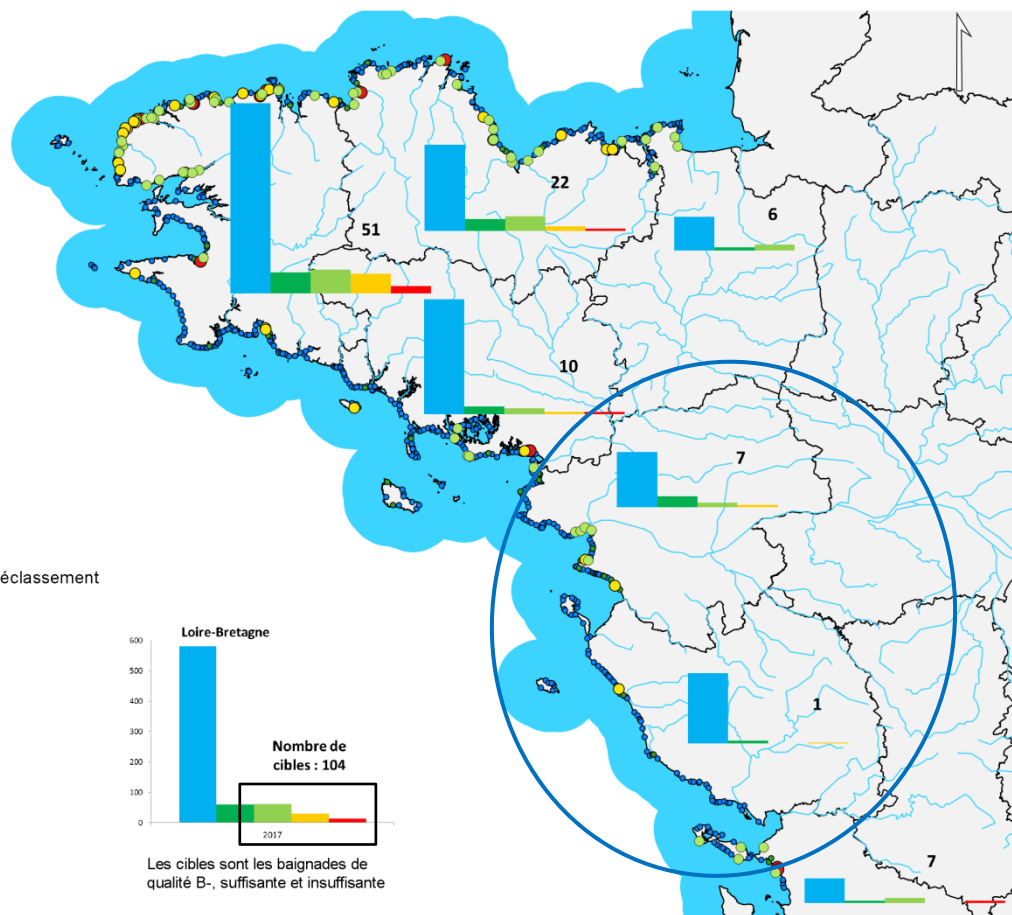 22
6
51
10
7
éclassement
Loire-Bretagne
600
500
400
300
200
100
0
Nombre de
cibles : 104
2017
1
Les cibles sont les baignades de
qualité B-, suffisante et insuffisante
7